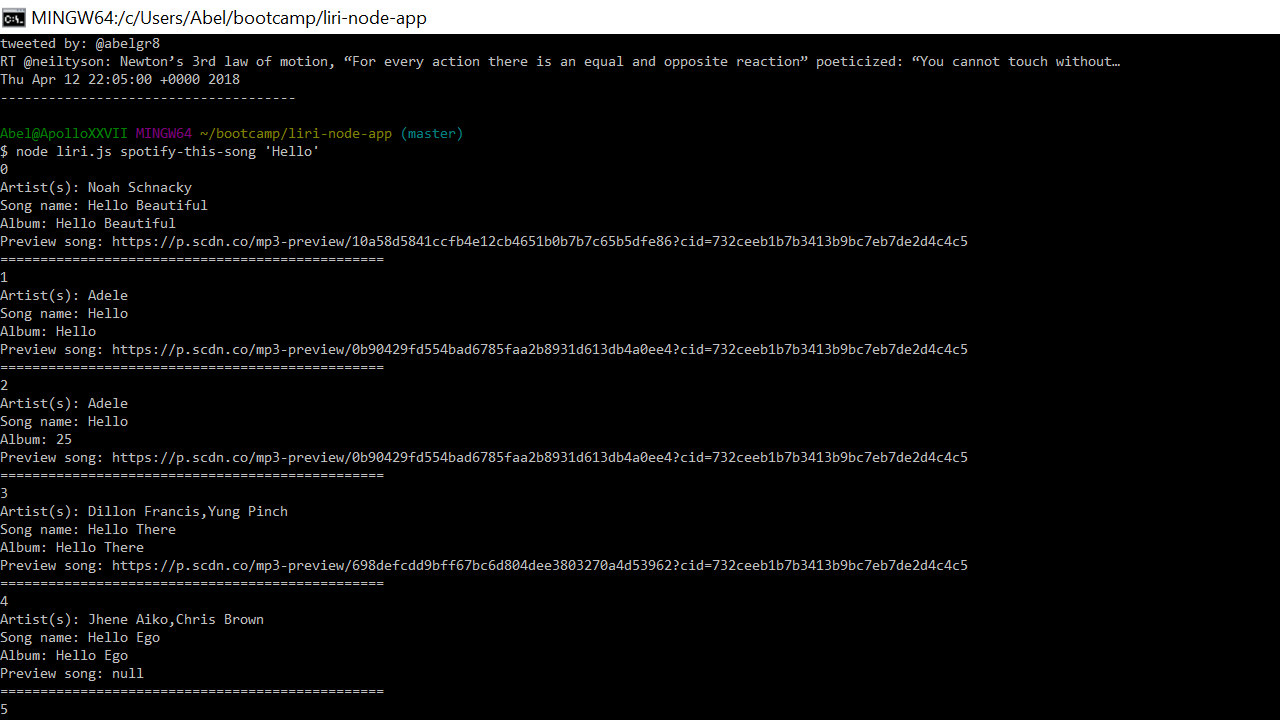 MINGW64:/c/Users/Abel/bootcamp/liri-node-app
tweeted by: @abelgr8
RT @neiltyson: Newton’s 3rd law of motion, “For every action there is an equal and opposite reaction” poeticized: “You cannot touch without…
Thu Apr 12 22:05:00 +0000 2018
-------------------------------------
Abel@ApolloXXVII MINGW64 ~/bootcamp/liri-node-app (master)
$ node liri.js spotify-this-song 'Hello'
0
Artist(s): Noah Schnacky
Song name: Hello Beautiful
Album: Hello Beautiful
Preview song: https://p.scdn.co/mp3-preview/10a58d5841ccfb4e12cb4651b0b7b7c65b5dfe86?cid=732ceeb1b7b3413b9bc7eb7de2d4c4c5
================================================
1
Artist(s): Adele
Song name: Hello
Album: Hello
Preview song: https://p.scdn.co/mp3-preview/0b90429fd554bad6785faa2b8931d613db4a0ee4?cid=732ceeb1b7b3413b9bc7eb7de2d4c4c5
================================================
2
Artist(s): Adele
Song name: Hello
Album: 25
Preview song: https://p.scdn.co/mp3-preview/0b90429fd554bad6785faa2b8931d613db4a0ee4?cid=732ceeb1b7b3413b9bc7eb7de2d4c4c5
================================================
3
Artist(s): Dillon Francis,Yung Pinch
Song name: Hello There
Album: Hello There
Preview song: https://p.scdn.co/mp3-preview/698defcdd9bff67bc6d804dee3803270a4d53962?cid=732ceeb1b7b3413b9bc7eb7de2d4c4c5
================================================
4
Artist(s): Jhene Aiko,Chris Brown
Song name: Hello Ego
Album: Hello Ego
Preview song: null
================================================
5